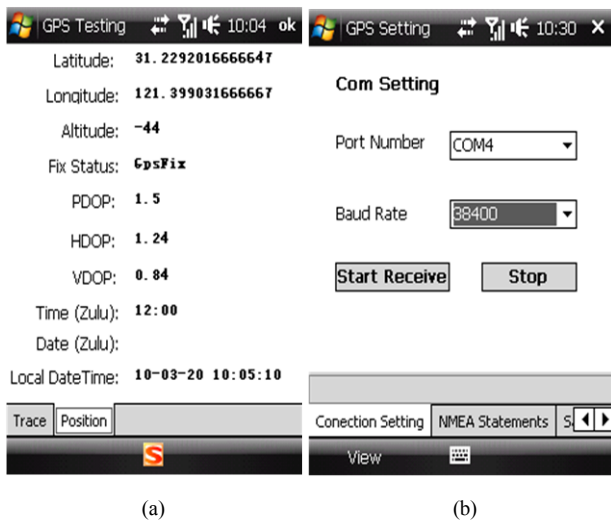 GPS Testing 10:04 ok
Latitude: 31.2292016666647
Longitude: 121.399031666667
Altitude: -44
Fix Status: GpsFix
PDOP: 1.5
HDOP: 1.24
VDOP: 0.84
Time (Zulu): 12:00
Date (Zulu):
Local DateTime: 10-03-20 10:05:10
Trace Position
S
(a)
GPS Setting 10:30
Com Setting
Port Number COM4
Baud Rate 38400
Start Receive Stop
Conection Setting NMEA Statements
View
(b)